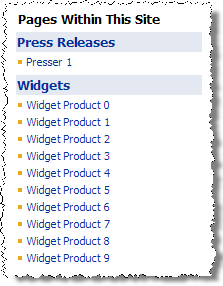 Pages Within This Site
Press Releases
Presser 1
Widgets
Widget Product 0
Widget Product 1
Widget Product 2
Widget Product 3
Widget Product 4
Widget Product 5
Widget Product 6
Widget Product 7
Widget Product 8
Widget Product 9